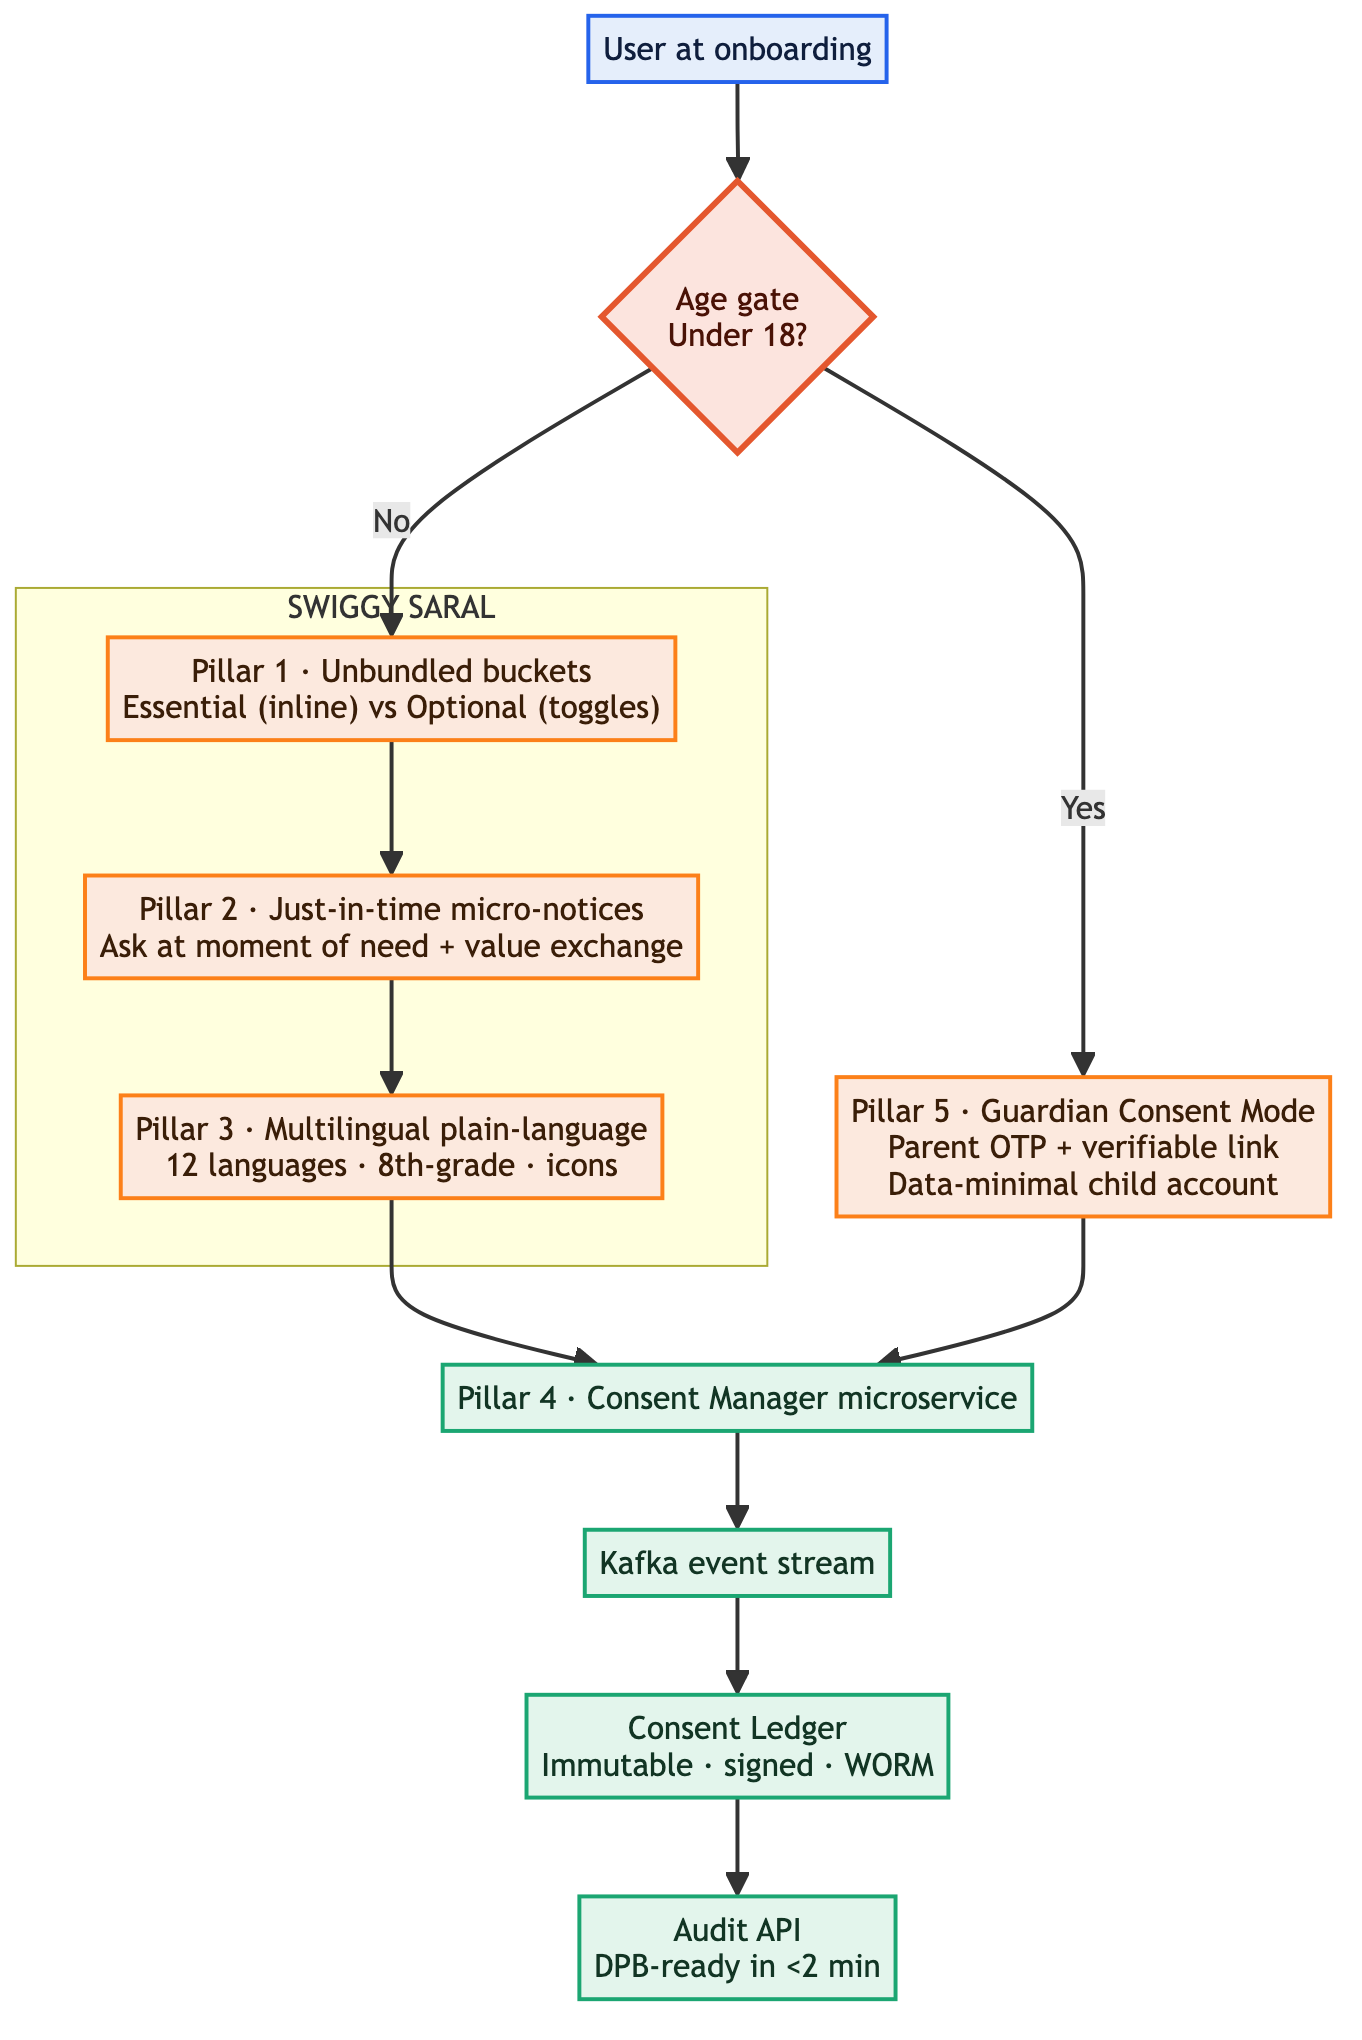 User at onboarding
Age gate
Under 18?
No
Yes
SWIGGY SARAL
Pillar 1 · Unbundled buckets
Essential (inline) vs Optional (toggles)
Pillar 2 · Just-in-time micro-notices
Ask at moment of need + value exchange
Pillar 3 · Multilingual plain-language
12 languages · 8th-grade · icons
Pillar 5 · Guardian Consent Mode
Parent OTP + verifiable link
Data-minimal child account
Pillar 4 · Consent Manager microservice
Kafka event stream
Consent Ledger
Immutable · signed · WORM
Audit API
DPB-ready in <2 min